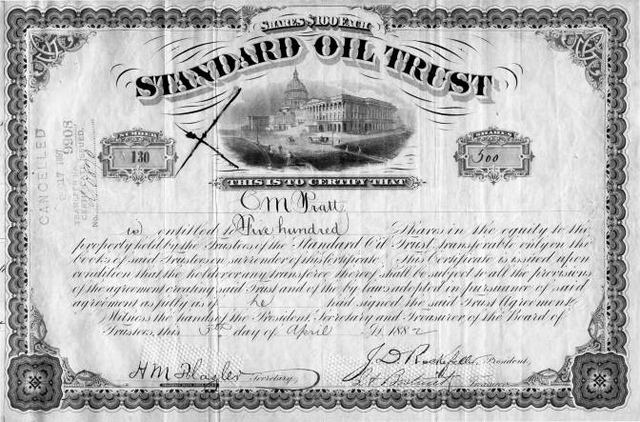 SHARES $100 EACH
STANDARD OIL TRUST
NUMBER
130
SHARES
500
CANCELLED
TRANSFER No.
No.
THIS IS TO CERTIFY THAT
C M Pratt
is entitled to Five hundred Shares in the equity to the
property held by the Trustees of the Standard Oil Trust, transferable only on the
books of said Trustees on surrender of this Certificate. This Certificate is issued upon
condition that the holder or any transferee thereof shall be subject to all the provisions
of the agreement creating said Trust and of the by laws adopted in pursuance of said
agreement as fully as if he had signed the said Trust Agreement.
Witness the hands of the President, Secretary and Treasurer of the Board of
Trustees, this 5th day of April A.D. 1882
H M Flagler Secretary.
J D Rockefeller President,
Treasurer